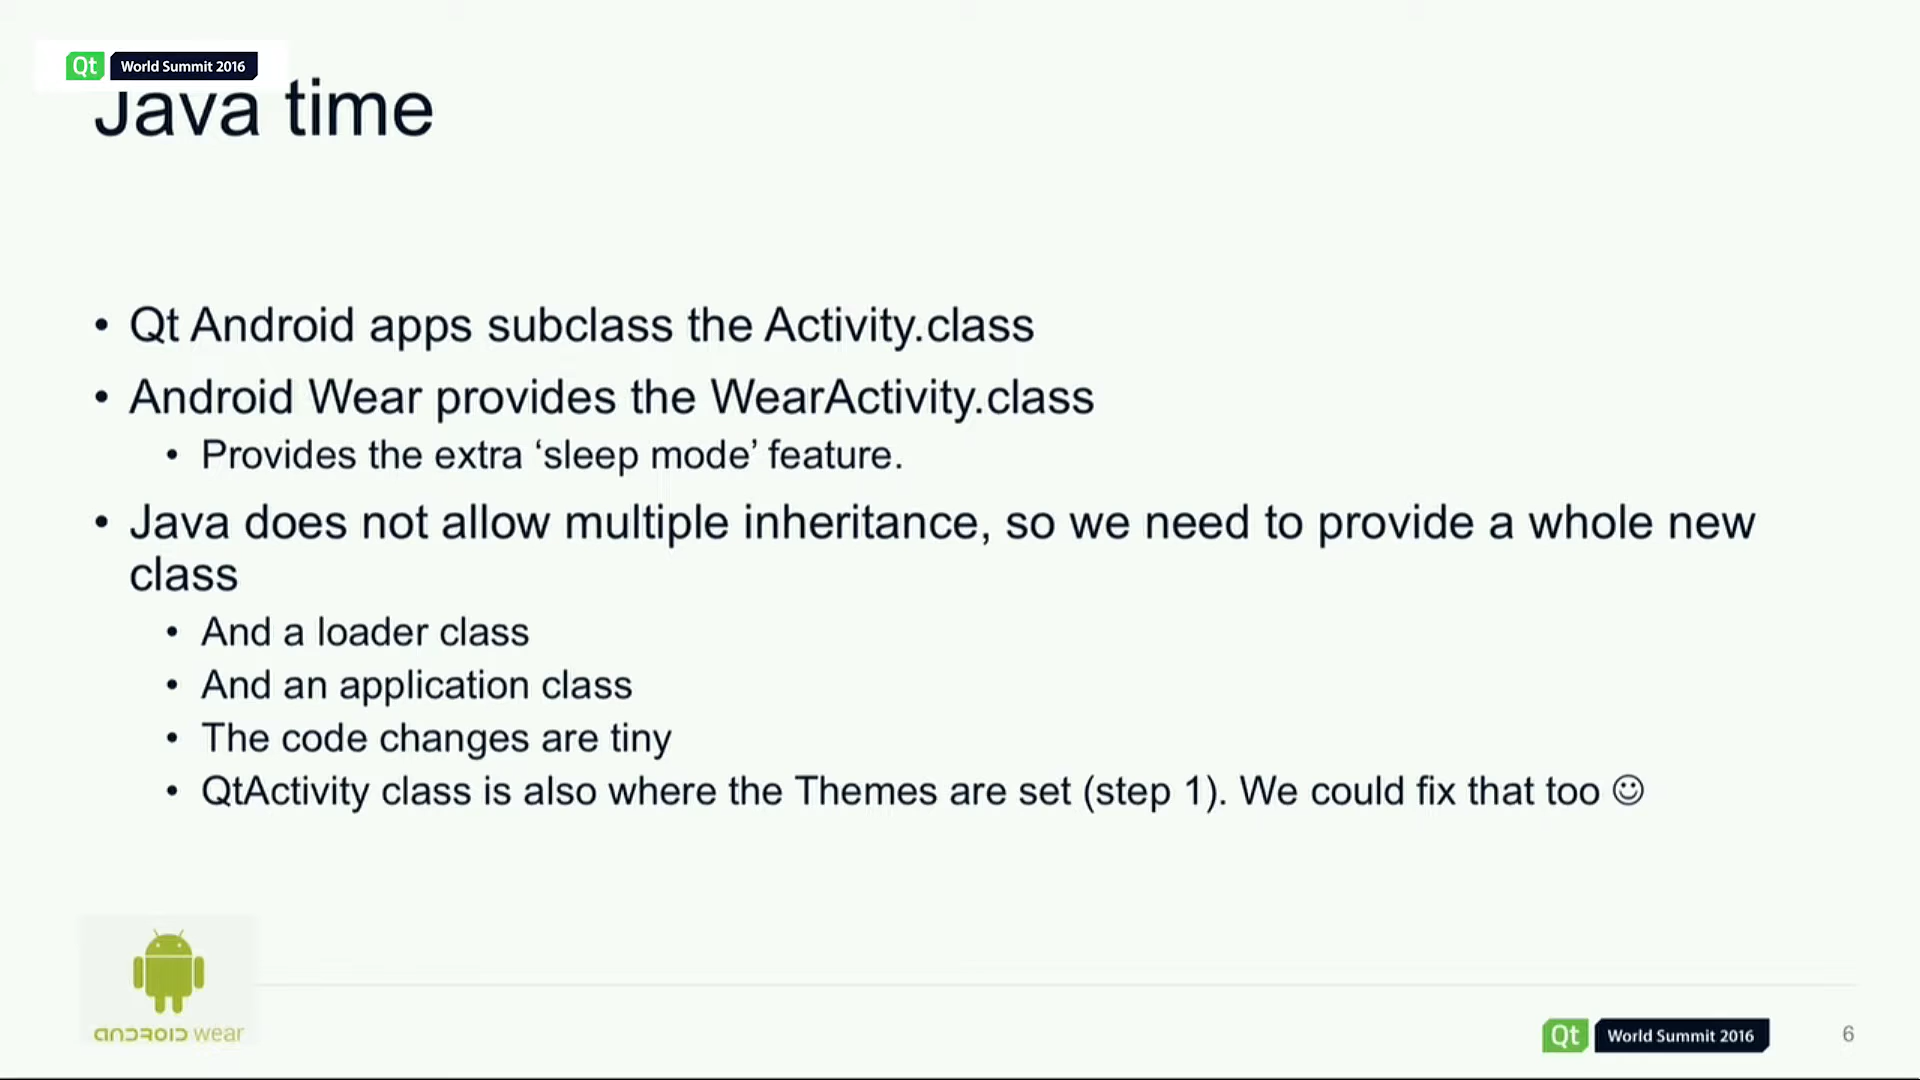 Qt World Summit 2016
Java time
• Qt Android apps subclass the Activity.class
• Android Wear provides the WearActivity.class
• Provides the extra ‘sleep mode’ feature.
• Java does not allow multiple inheritance, so we need to provide a whole new
class
• And a loader class
• And an application class
• The code changes are tiny
• QtActivity class is also where the Themes are set (step 1). We could fix that too ☺
android wear
Qt World Summit 2016
6